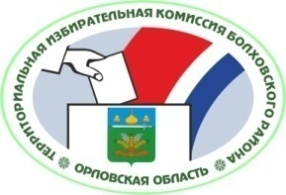 ТЕРРИТОРИАЛЬНАЯ ИЗБИРАТЕЛЬНАЯ КОМИССИЯ БОЛХОВСКОГО РАЙОНА
ОРЛОВСКАЯ ОБЛАСТЬ